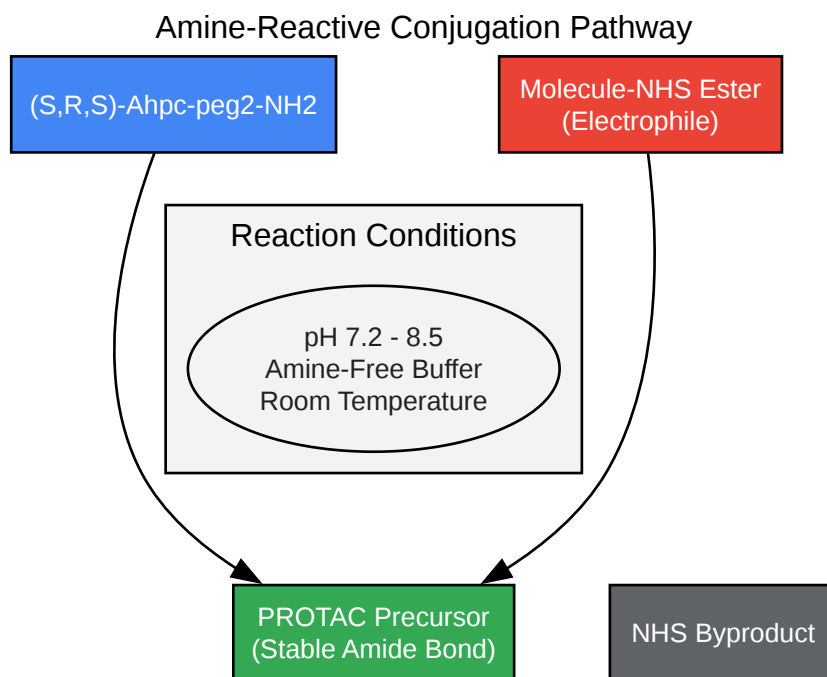 Amine-Reactive Conjugation Pathway
(S,R,S)-Ahpc-peg2-NH2
Molecule-NHS Ester
(Electrophile)
Reaction Conditions
pH 7.2 - 8.5
Amine-Free Buffer
Room Temperature
PROTAC Precursor
(Stable Amide Bond)
NHS Byproduct